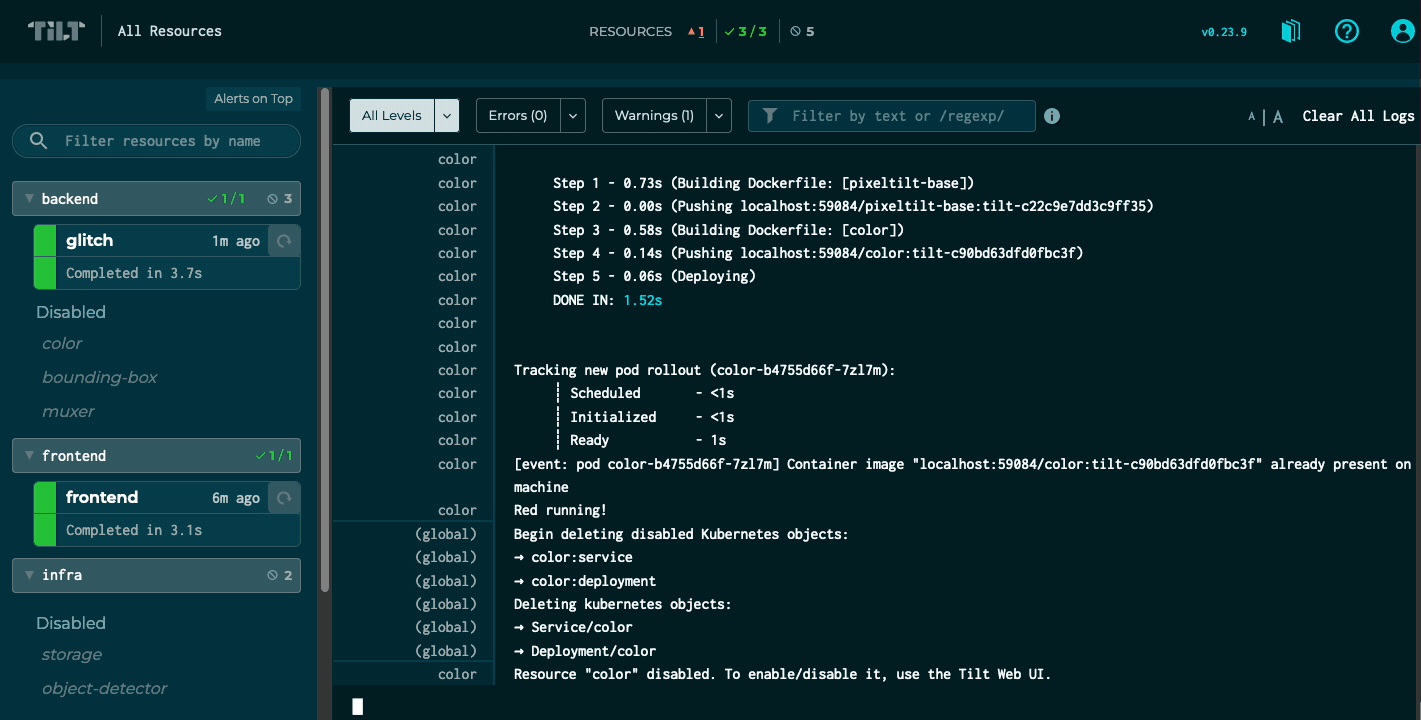 TILT All Resources RESOURCES 1 3/3 5 v0.23.9
Alerts on Top
Filter resources by name
backend 1/1 3
glitch 1m ago
Completed in 3.7s
Disabled
color
bounding-box
muxer
frontend 1/1
frontend 6m ago
Completed in 3.1s
infra 2
Disabled
storage
object-detector
All Levels Errors (0) Warnings (1) Filter by text or /regexp/ A | A Clear All Logs
color
color Step 1 - 0.73s (Building Dockerfile: [pixeltilt-base])
color Step 2 - 0.00s (Pushing localhost:59084/pixeltilt-base:tilt-c22c9e7dd3c9ff35)
color Step 3 - 0.58s (Building Dockerfile: [color])
color Step 4 - 0.14s (Pushing localhost:59084/color:tilt-c90bd63dfd0fbc3f)
color Step 5 - 0.06s (Deploying)
color DONE IN: 1.52s
color
color
color Tracking new pod rollout (color-b4755d66f-7zl7m):
color ┆ Scheduled - <1s
color ┆ Initialized - <1s
color ┆ Ready - 1s
color [event: pod color-b4755d66f-7zl7m] Container image "localhost:59084/color:tilt-c90bd63dfd0fbc3f" already present on
machine
color Red running!
(global) Begin deleting disabled Kubernetes objects:
(global) → color:service
(global) → color:deployment
(global) Deleting kubernetes objects:
(global) → Service/color
(global) → Deployment/color
color Resource "color" disabled. To enable/disable it, use the Tilt Web UI.